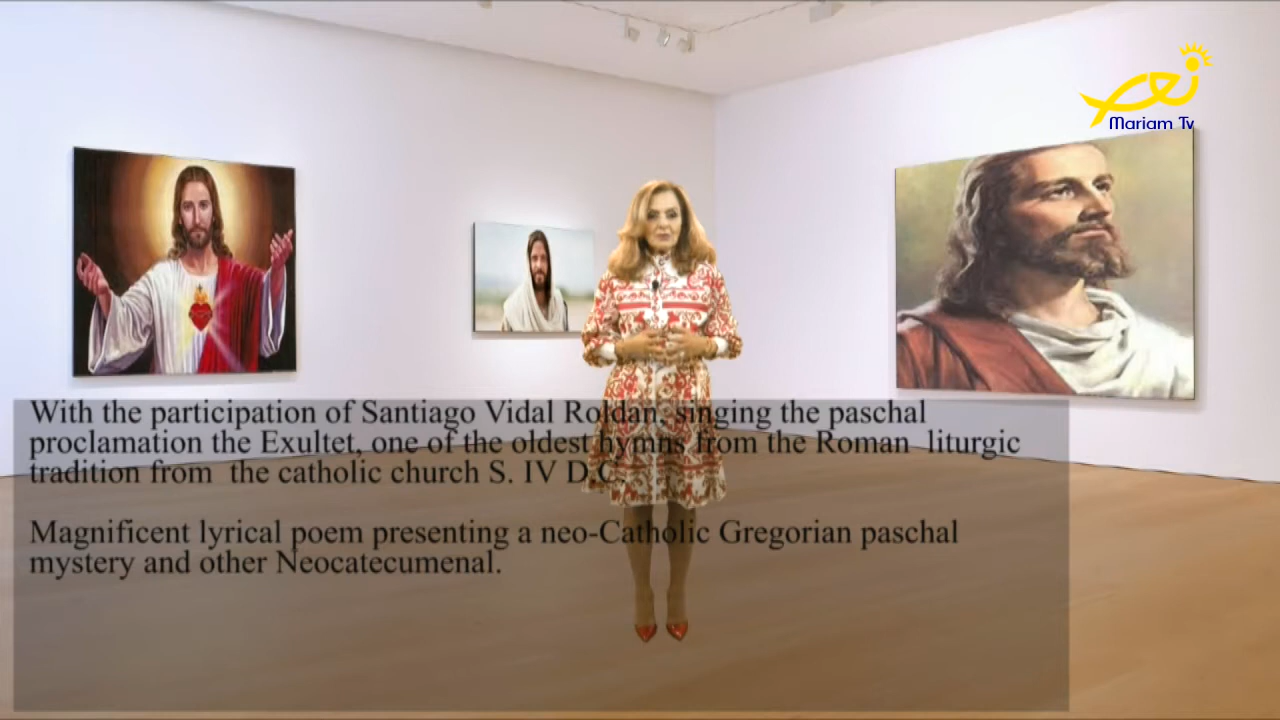 نعم
Mariam Tv
With the participation of Santiago Vidal Roldan, singing the paschal
proclamation the Exultet, one of the oldest hymns from the Roman liturgic
tradition from the catholic church S. IV D.C.
Magnificent lyrical poem presenting a neo-Catholic Gregorian paschal
mystery and other Neocatecumenal.